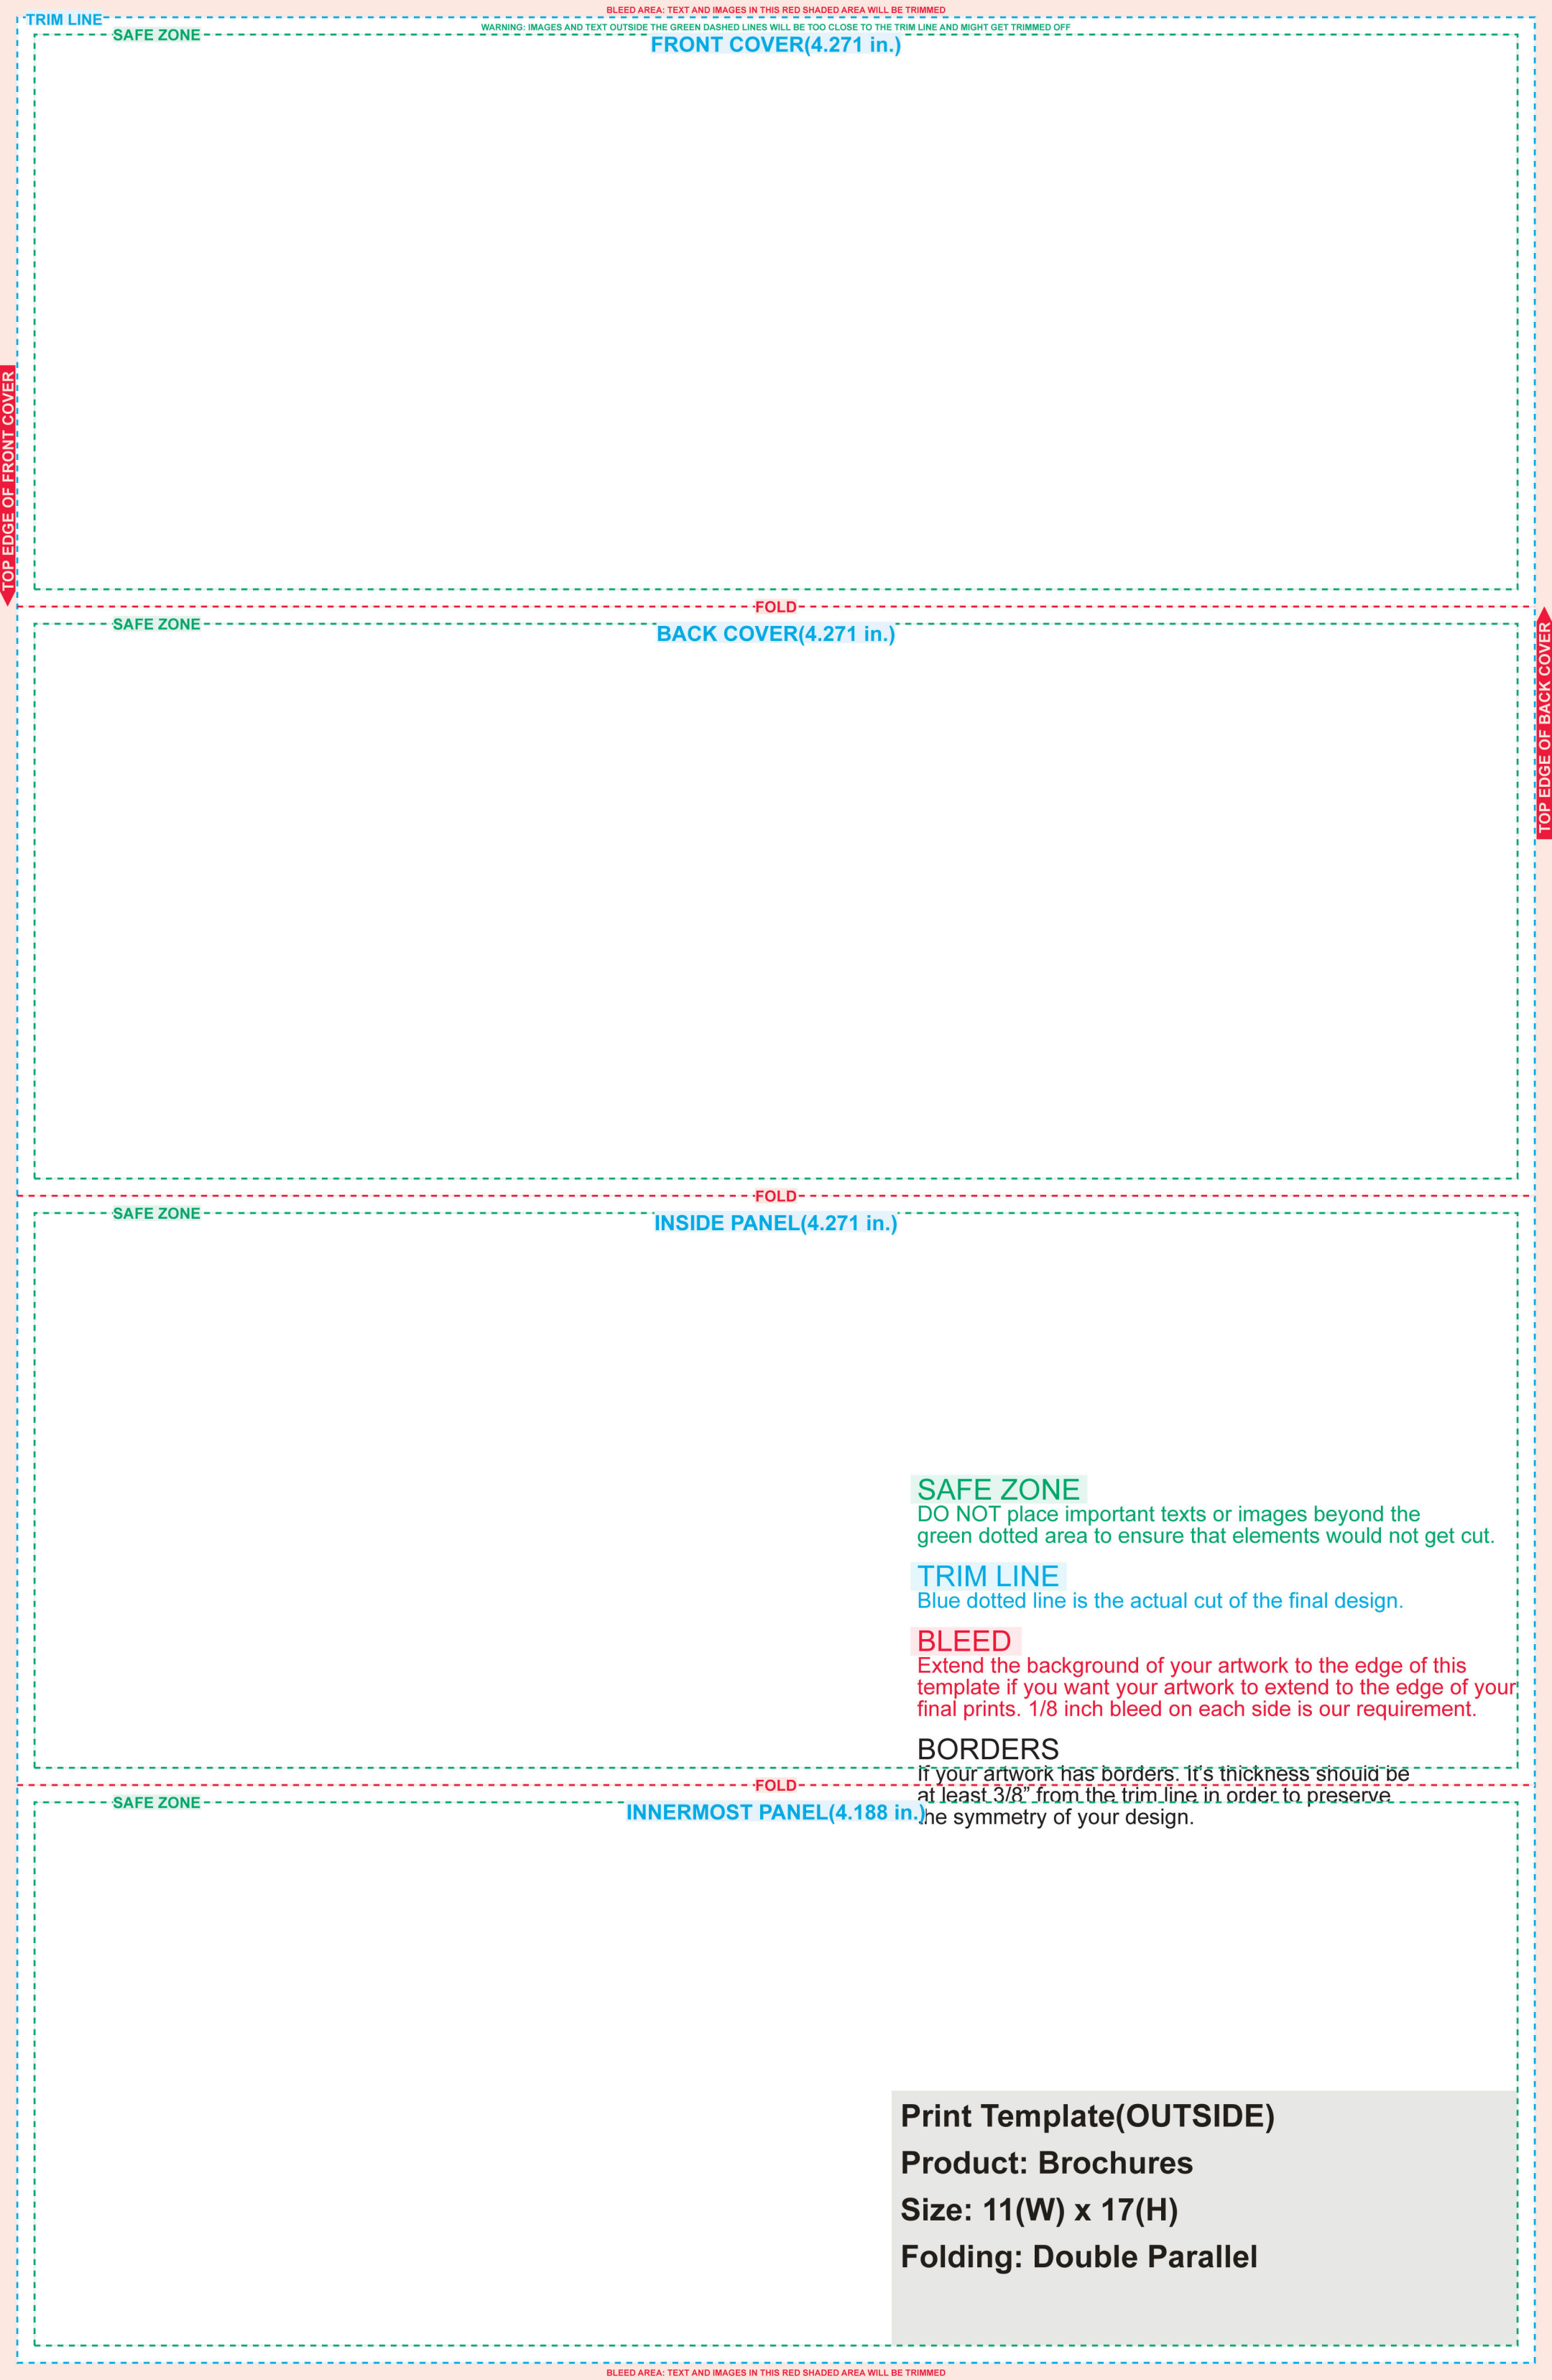 BLEED AREA: TEXT AND IMAGES IN THIS RED SHADED AREA WILL BE TRIMMED
TRIM LINE
WARNING: IMAGES AND TEXT OUTSIDE THE GREEN DASHED LINES WILL BE TOO CLOSE TO THE TRIM LINE AND MIGHT GET TRIMMED OFF
SAFE ZONE
FRONT COVER(4.271 in.)
TOP EDGE OF FRONT COVER
FOLD
SAFE ZONE
BACK COVER(4.271 in.)
TOP EDGE OF BACK COVER
FOLD
SAFE ZONE
INSIDE PANEL(4.271 in.)
SAFE ZONE
DO NOT place important texts or images beyond the
green dotted area to ensure that elements would not get cut.
TRIM LINE
Blue dotted line is the actual cut of the final design.
BLEED
Extend the background of your artwork to the edge of this
template if you want your artwork to extend to the edge of your
final prints. 1/8 inch bleed on each side is our requirement.
BORDERS
If your artwork has borders. It's thickness should be
at least 3/8” from the trim line in order to preserve
the symmetry of your design.
FOLD
SAFE ZONE
INNERMOST PANEL(4.188 in.)
Print Template(OUTSIDE)
Product: Brochures
Size: 11(W) x 17(H)
Folding: Double Parallel
BLEED AREA: TEXT AND IMAGES IN THIS RED SHADED AREA WILL BE TRIMMED